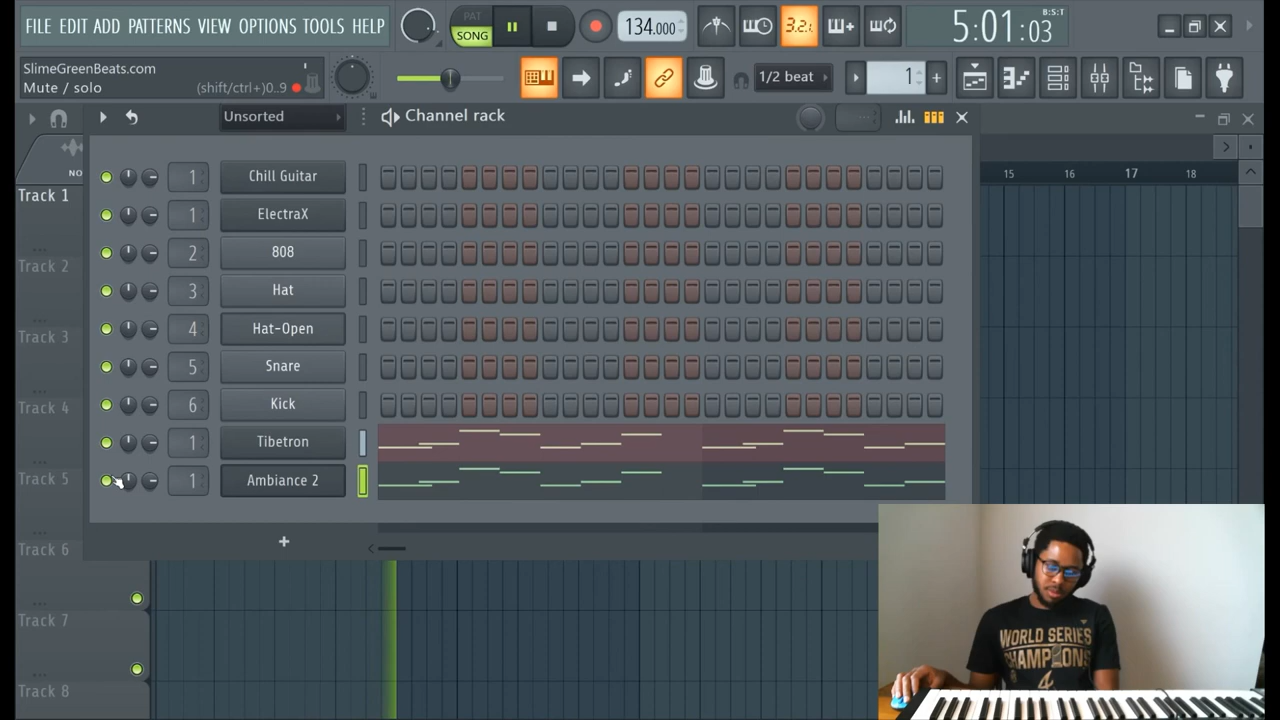 FILE EDIT ADD PATTERNS VIEW OPTIONS TOOLS HELP
PAT
SONG
134.000
3.2.
5:01:03
B:S:T
SlimeGreenBeats.com
Mute / solo
(shift/ctrl+)0..9
1/2 beat
1
Unsorted
Channel rack
NO
15 16 17 18
Track 1
Track 2
Track 3
Track 4
Track 5
Track 6
Track 7
Track 8
1 Chill Guitar
1 ElectraX
2 808
3 Hat
4 Hat-Open
5 Snare
6 Kick
1 Tibetron
1 Ambiance 2
+
WORLD SERIES
CHAMPIONS